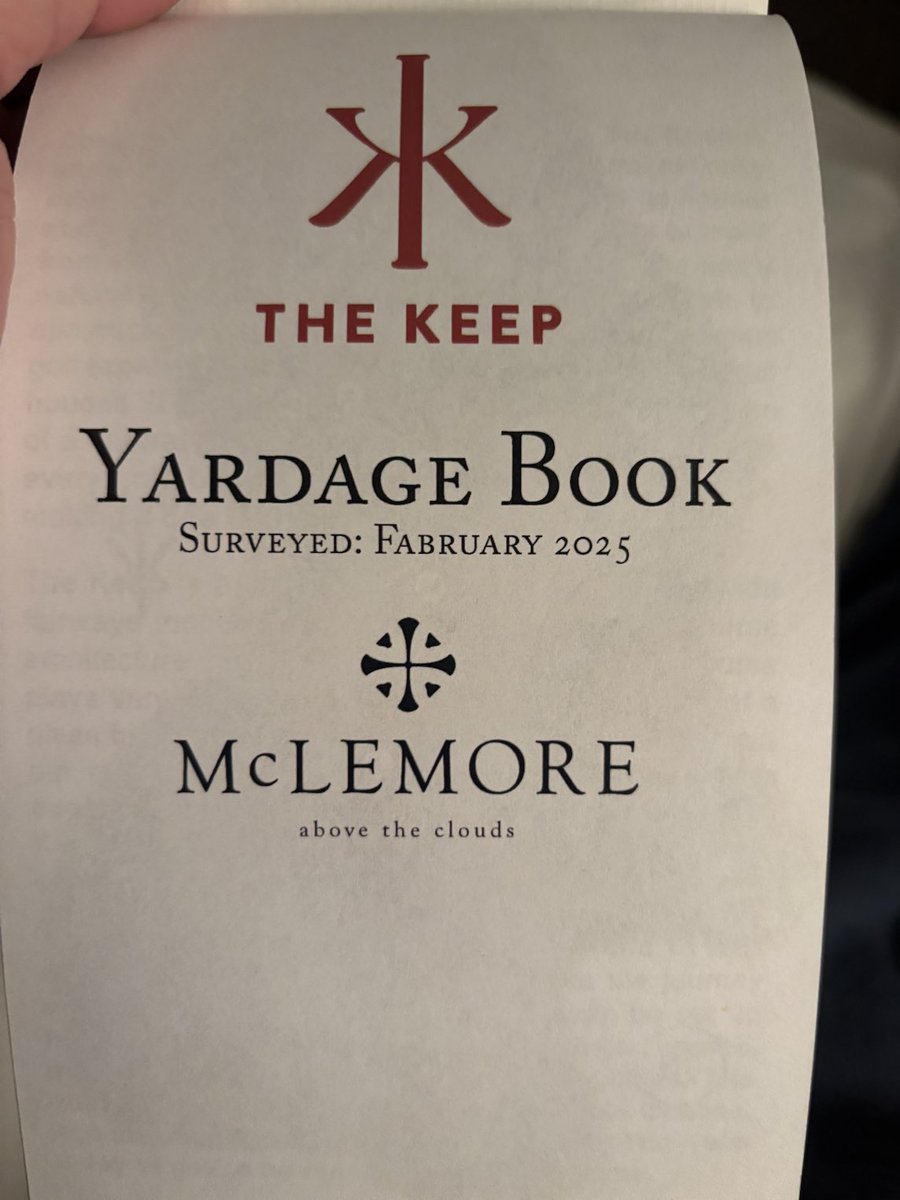 THE KEEP
YARDAGE BOOK
SURVEYED: FABRUARY 2025
McLEMORE
above the clouds